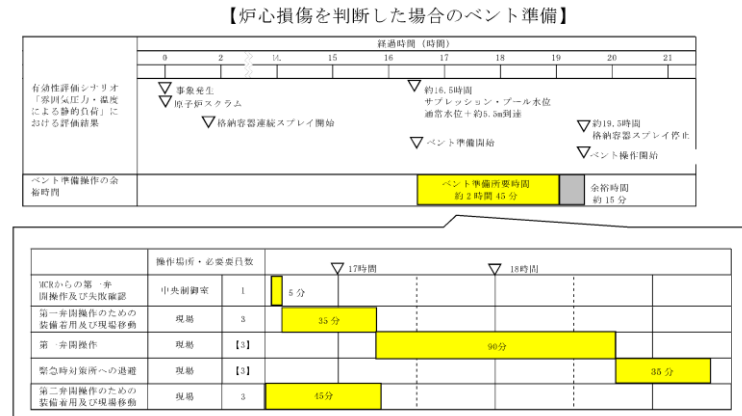 【炉心損傷を判断した場合のベント準備】
経過時間（時間）
0 2 14 15 16 17 18 19 20 21
有効性評価シナリオ
「雰囲気圧力・温度
による静的負荷」に
おける評価結果
事象発生
原子炉スクラム
格納容器連続スプレイ開始
約16.5時間
サプレッション・プール水位
通常水位＋約5.5m到達
ベント準備開始
約19.5時間
格納容器スプレイ停止
ベント操作開始
ベント準備操作の余
裕時間
ベント準備所要時間
約2時間45分
余裕時間
約15分
操作場所・必要要員数
17時間
18時間
MCRからの第一弁
開操作及び失敗確認
中央制御室 1
5分
第一弁開操作のための
装備着用及び現場移動
現場 3
35分
第一弁開操作
現場 【3】
90分
緊急時対策所への退避
現場 【3】
35分
第二弁開操作のための
装備着用及び現場移動
現場 3
45分